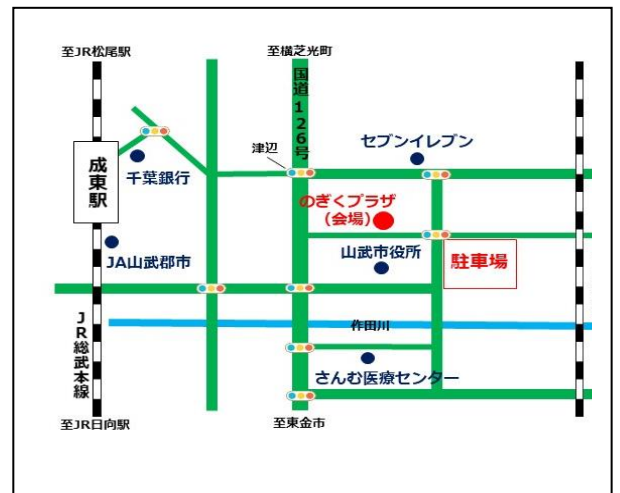 至JR松尾駅
至横芝光町
国道126号
津辺
セブンイレブン
成東駅
千葉銀行
のぎくプラザ
(会場)
山武市役所
駐車場
JA山武郡市
JR総武本線
作田川
さんむ医療センター
至JR日向駅
至東金市